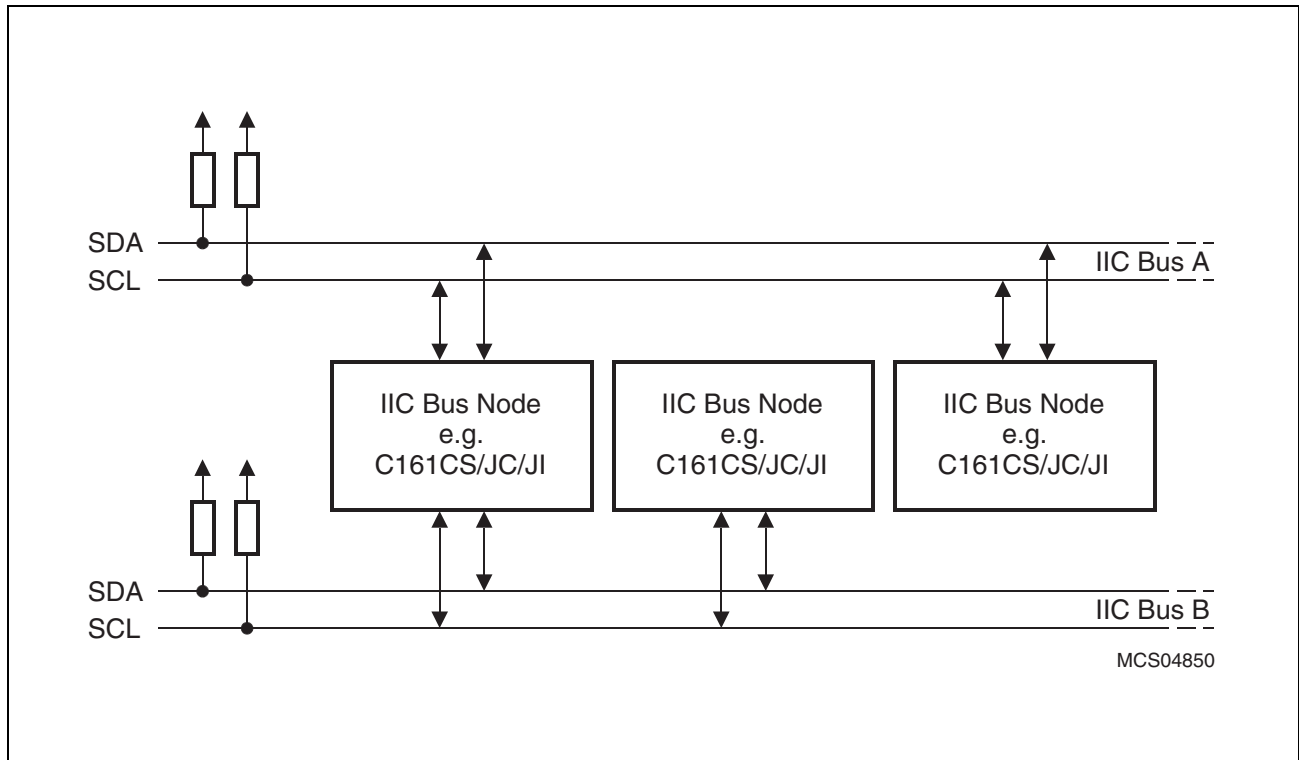 SDA
SCL
IIC Bus A
IIC Bus Node
e.g.
C161CS/JC/JI
IIC Bus Node
e.g.
C161CS/JC/JI
IIC Bus Node
e.g.
C161CS/JC/JI
SDA
SCL
IIC Bus B
MCS04850